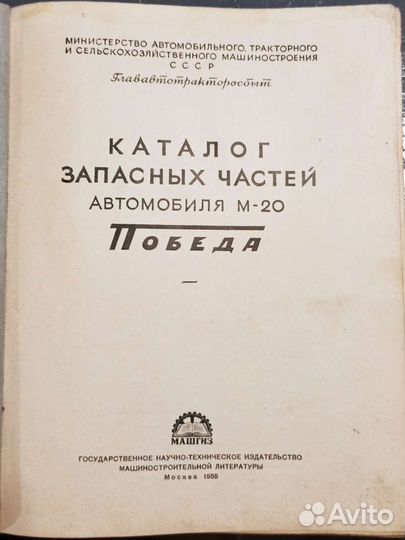 МИНИСТЕРСТВО АВТОМОБИЛЬНОГО, ТРАКТОРНОГО
И СЕЛЬСКОХОЗЯЙСТВЕННОГО МАШИНОСТРОЕНИЯ
СССР
Глававтотракторосбыт
КАТАЛОГ
ЗАПАСНЫХ ЧАСТЕЙ
АВТОМОБИЛЯ М-20
ПОБЕДА
МАШГИЗ
ГОСУДАРСТВЕННОЕ НАУЧНО-ТЕХНИЧЕСКОЕ ИЗДАТЕЛЬСТВО
МАШИНОСТРОИТЕЛЬНОЙ ЛИТЕРАТУРЫ
Москва 1955
Avito